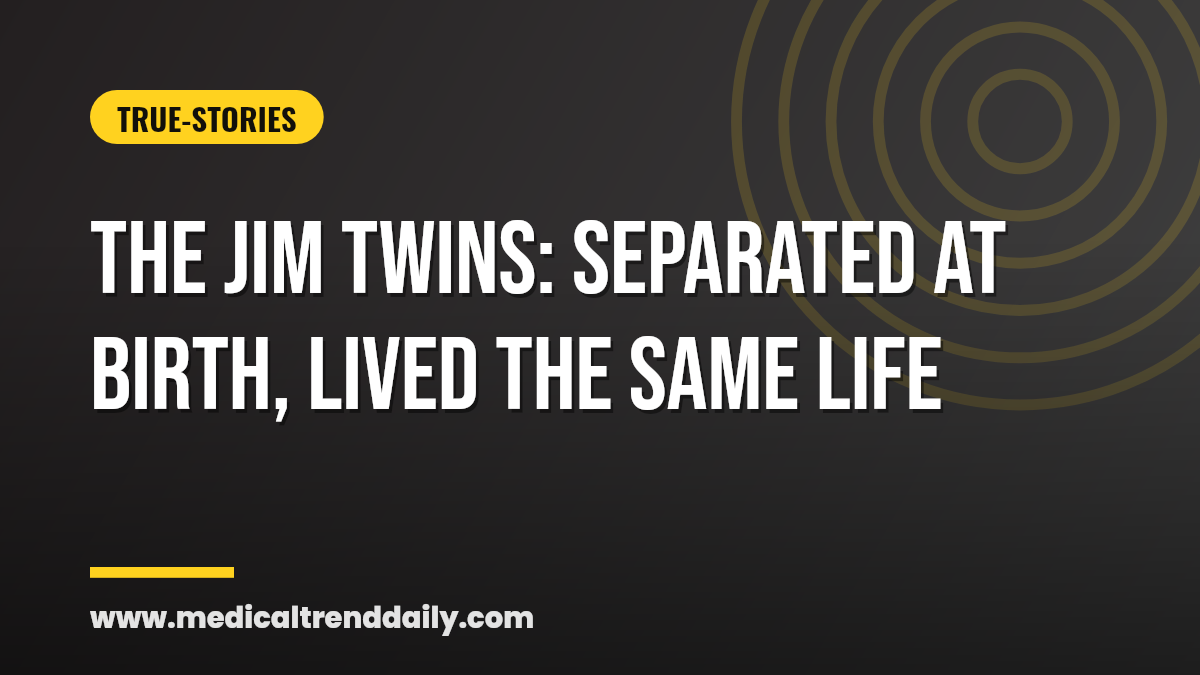 TRUE-STORIES
THE JIM TWINS: SEPARATED AT
BIRTH, LIVED THE SAME LIFE
www.medicaltrenddaily.com